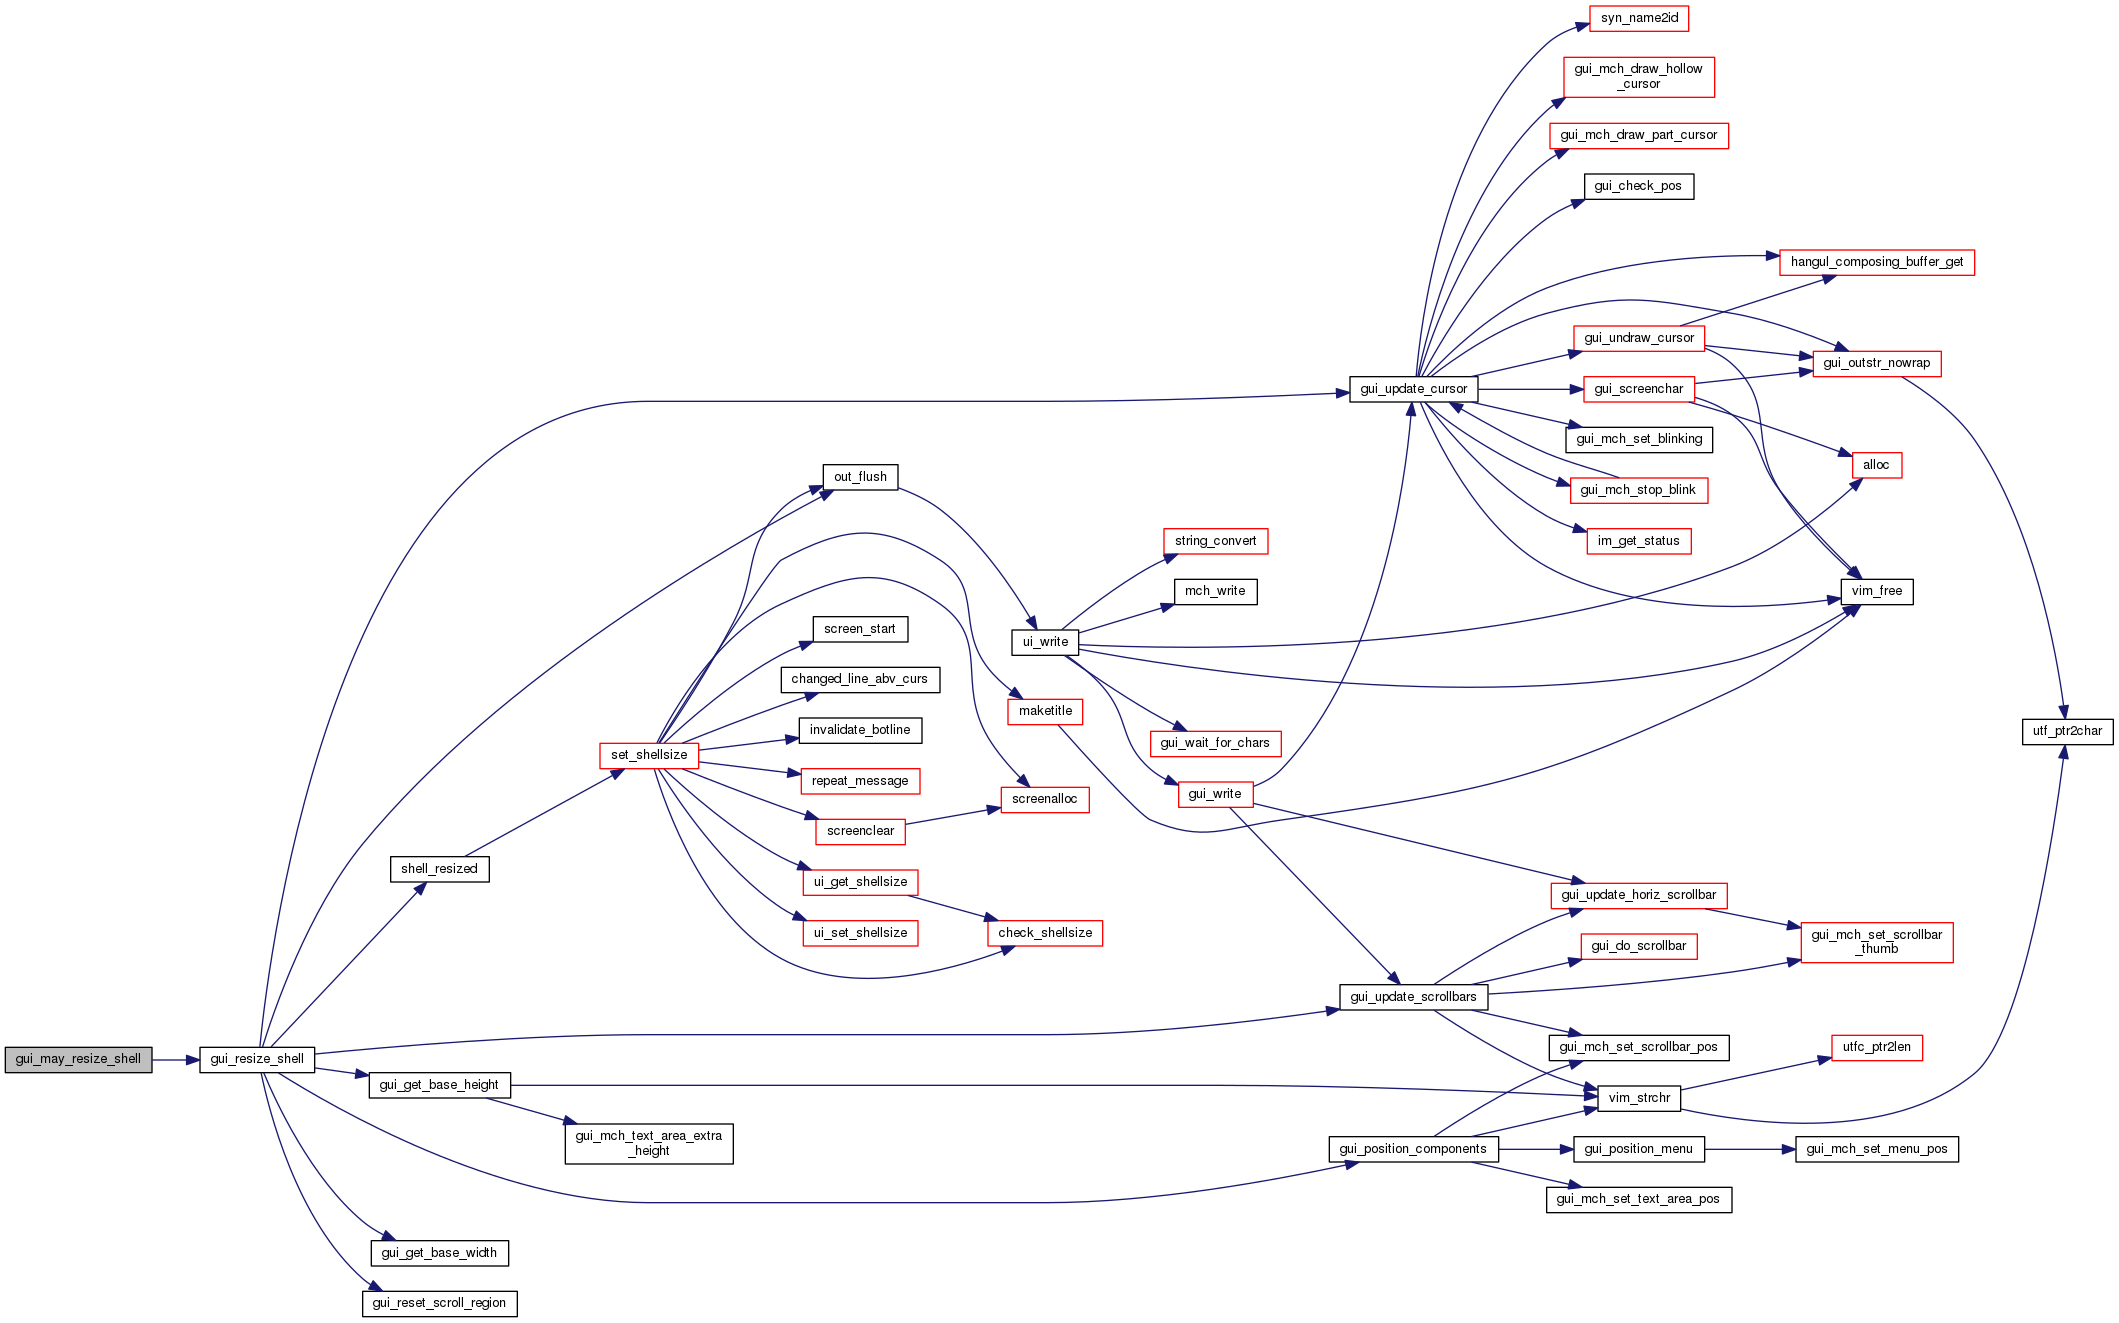 syn_name2id
gui_mch_draw_hollow
_cursor
gui_mch_draw_part_cursor
gui_check_pos
hangul_composing_buffer_get
gui_undraw_cursor
gui_outstr_nowrap
gui_update_cursor
gui_screenchar
gui_mch_set_blinking
alloc
out_flush
gui_mch_stop_blink
string_convert
im_get_status
mch_write
vim_free
screen_start
ui_write
changed_line_abv_curs
maketitle
invalidate_botline
utf_ptr2char
gui_wait_for_chars
set_shellsize
repeat_message
gui_write
screenalloc
screenclear
shell_resized
ui_get_shellsize
gui_update_horiz_scrollbar
ui_set_shellsize
check_shellsize
gui_mch_set_scrollbar
_thumb
gui_do_scrollbar
gui_update_scrollbars
gui_mch_set_scrollbar_pos
utfc_ptr2len
gui_may_resize_shell
gui_resize_shell
gui_get_base_height
vim_strchr
gui_mch_text_area_extra
_height
gui_position_components
gui_position_menu
gui_mch_set_menu_pos
gui_mch_set_text_area_pos
gui_get_base_width
gui_reset_scroll_region